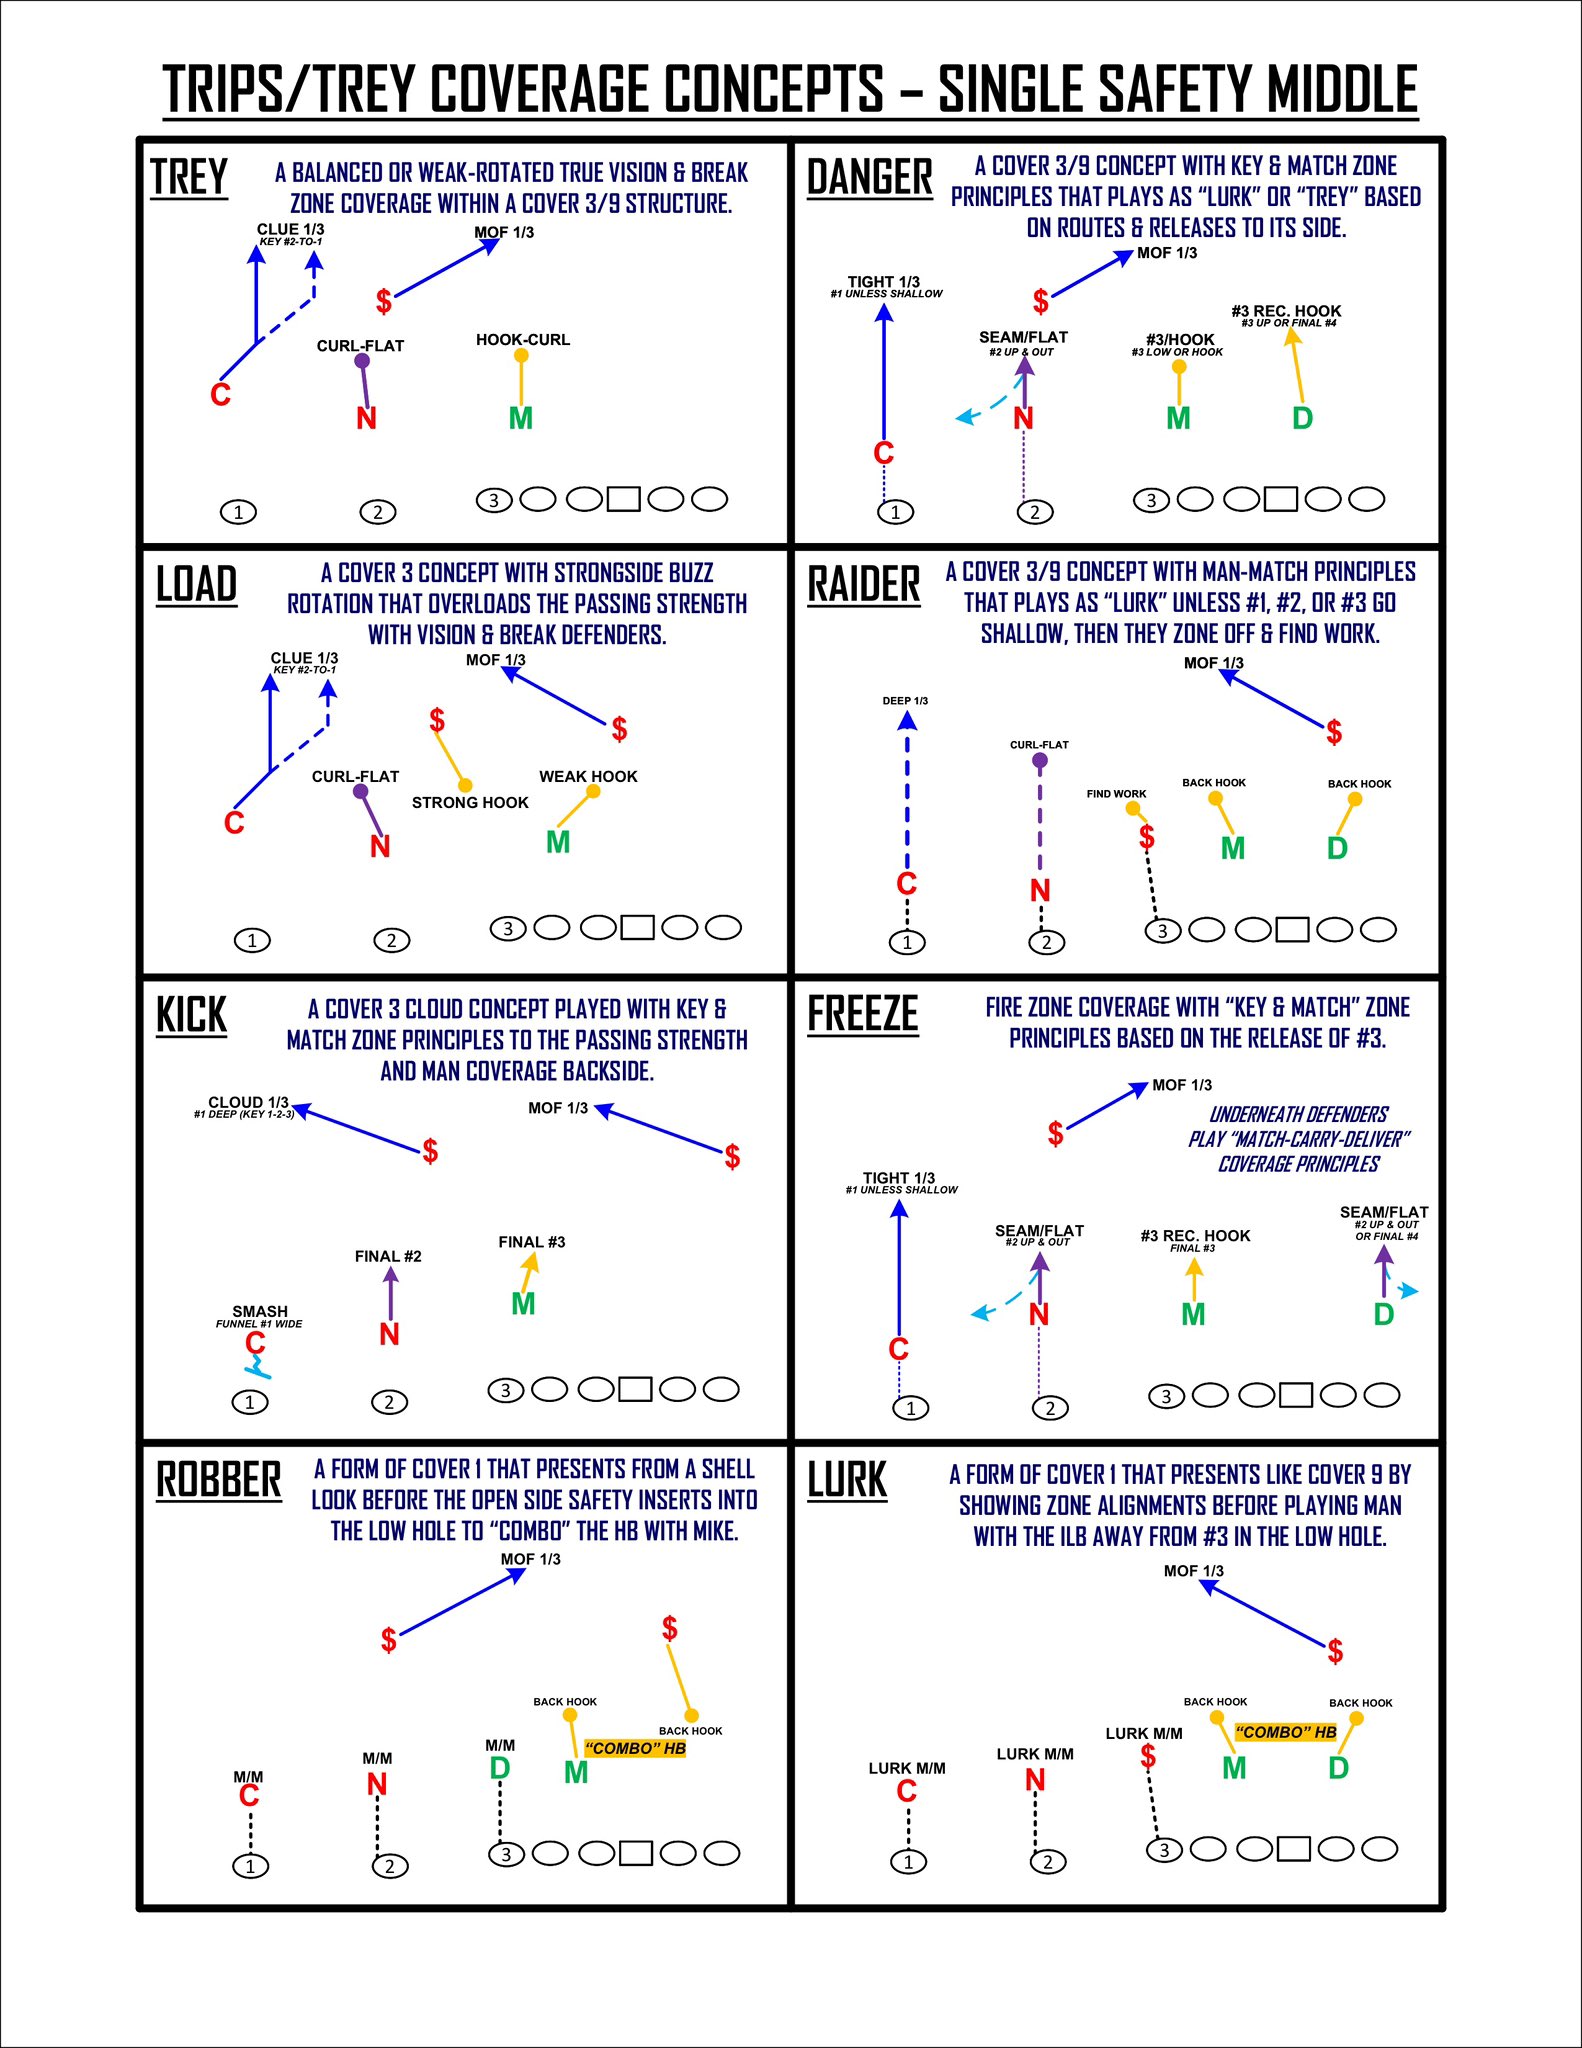 TRIPS/TREY COVERAGE CONCEPTS – SINGLE SAFETY MIDDLE
TREY
A BALANCED OR WEAK-ROTATED TRUE VISION & BREAK
ZONE COVERAGE WITHIN A COVER 3/9 STRUCTURE.
CLUE 1/3
KEY #2-TO-1
MOF 1/3
$
CURL-FLAT
HOOK-CURL
C
N
M
1
2
3
DANGER
A COVER 3/9 CONCEPT WITH KEY & MATCH ZONE
PRINCIPLES THAT PLAYS AS “LURK” OR “TREY” BASED
ON ROUTES & RELEASES TO ITS SIDE.
MOF 1/3
TIGHT 1/3
#1 UNLESS SHALLOW
$
#3 REC. HOOK
#3 UP OR FINAL #4
SEAM/FLAT
#2 UP & OUT
#3/HOOK
#3 LOW OR HOOK
N
M
D
C
1
2
3
LOAD
A COVER 3 CONCEPT WITH STRONGSIDE BUZZ
ROTATION THAT OVERLOADS THE PASSING STRENGTH
WITH VISION & BREAK DEFENDERS.
CLUE 1/3
KEY #2-TO-1
MOF 1/3
$
$
CURL-FLAT
WEAK HOOK
STRONG HOOK
C
N
M
1
2
3
RAIDER
A COVER 3/9 CONCEPT WITH MAN-MATCH PRINCIPLES
THAT PLAYS AS “LURK” UNLESS #1, #2, OR #3 GO
SHALLOW, THEN THEY ZONE OFF & FIND WORK.
MOF 1/3
DEEP 1/3
$
CURL-FLAT
BACK HOOK
BACK HOOK
FIND WORK
$
M
D
C
N
1
2
3
KICK
A COVER 3 CLOUD CONCEPT PLAYED WITH KEY &
MATCH ZONE PRINCIPLES TO THE PASSING STRENGTH
AND MAN COVERAGE BACKSIDE.
CLOUD 1/3
#1 DEEP (KEY 1-2-3)
MOF 1/3
$
$
FINAL #2
FINAL #3
SMASH
FUNNEL #1 WIDE
C
N
M
1
2
3
FREEZE
FIRE ZONE COVERAGE WITH “KEY & MATCH” ZONE
PRINCIPLES BASED ON THE RELEASE OF #3.
MOF 1/3
UNDERNEATH DEFENDERS
PLAY “MATCH-CARRY-DELIVER”
COVERAGE PRINCIPLES
$
TIGHT 1/3
#1 UNLESS SHALLOW
SEAM/FLAT
#2 UP & OUT
#3 REC. HOOK
FINAL #3
SEAM/FLAT
#2 UP & OUT
OR FINAL #4
N
M
D
C
1
2
3
ROBBER
A FORM OF COVER 1 THAT PRESENTS FROM A SHELL
LOOK BEFORE THE OPEN SIDE SAFETY INSERTS INTO
THE LOW HOLE TO “COMBO” THE HB WITH MIKE.
MOF 1/3
$
$
BACK HOOK
BACK HOOK
“COMBO” HB
M/M
M/M
M/M
C
N
D
M
1
2
3
LURK
A FORM OF COVER 1 THAT PRESENTS LIKE COVER 9 BY
SHOWING ZONE ALIGNMENTS BEFORE PLAYING MAN
WITH THE ILB AWAY FROM #3 IN THE LOW HOLE.
MOF 1/3
$
BACK HOOK
BACK HOOK
“COMBO” HB
LURK M/M
LURK M/M
LURK M/M
C
N
$
M
D
1
2
3